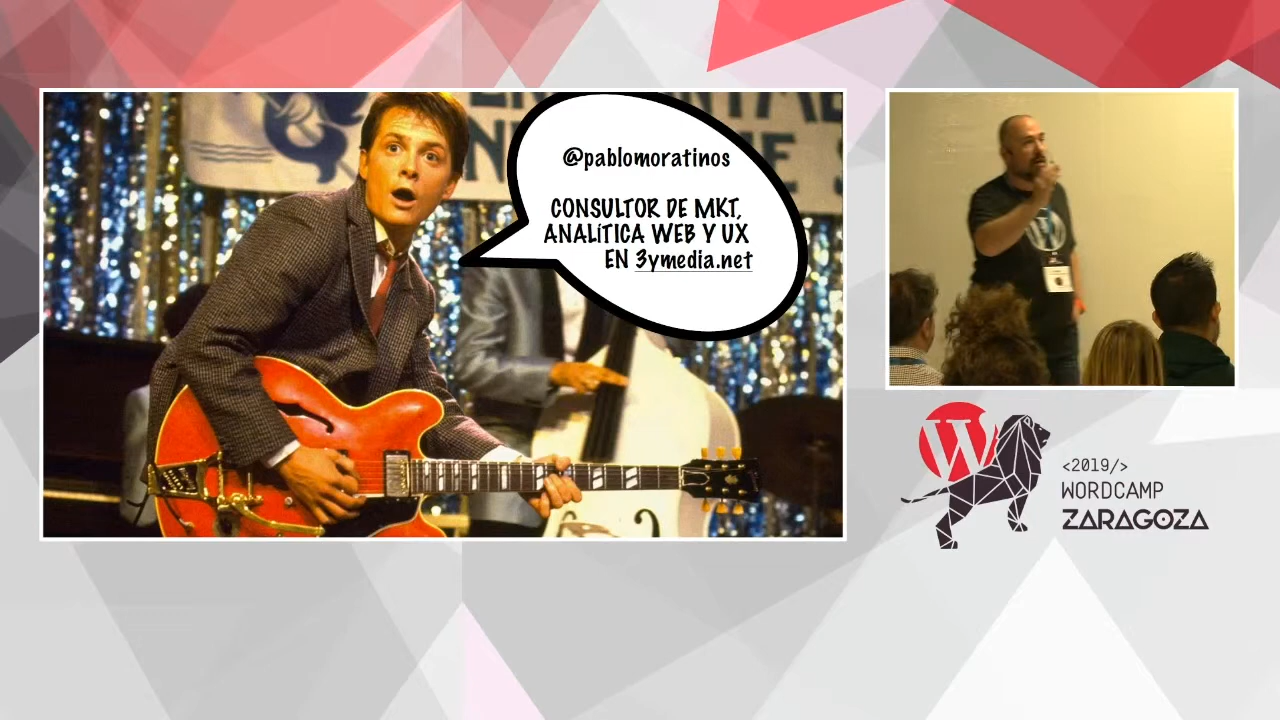 @pablomoratinos
CONSULTOR DE MKT,
ANALÍTICA WEB Y UX
EN 3ymedia.net
<2019/>
WORDCAMP
ZARAGOZA